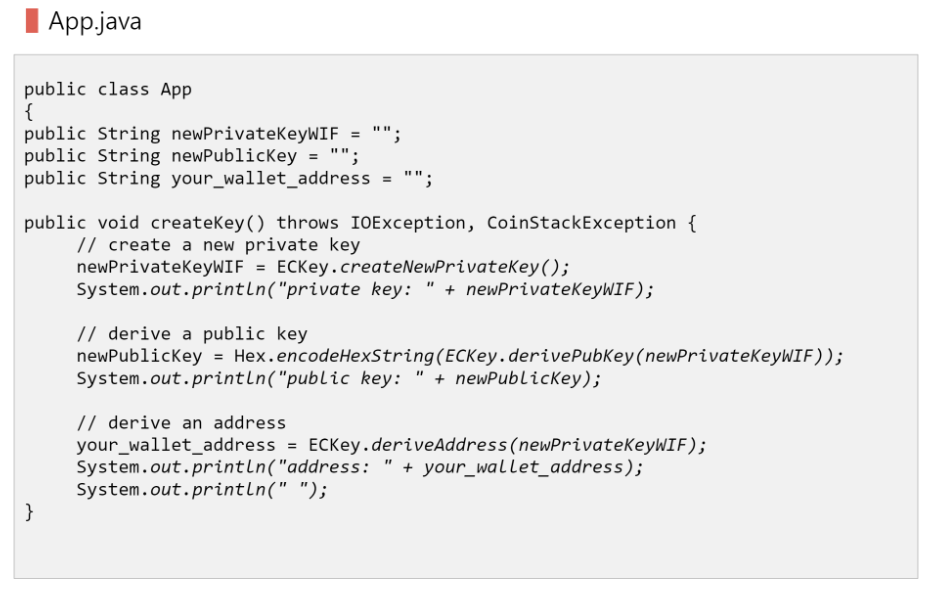 App.java
public class App
{
public String newPrivateKeyWIF = "";
public String newPublicKey = "";
public String your_wallet_address = "";
public void createKey() throws IOException, CoinStackException {
// create a new private key
newPrivateKeyWIF = ECKey.createNewPrivateKey();
System.out.println("private key: " + newPrivateKeyWIF);
// derive a public key
newPublicKey = Hex.encodeHexString(ECKey.derivePubKey(newPrivateKeyWIF));
System.out.println("public key: " + newPublicKey);
// derive an address
your_wallet_address = ECKey.deriveAddress(newPrivateKeyWIF);
System.out.println("address: " + your_wallet_address);
System.out.println(" ");
}